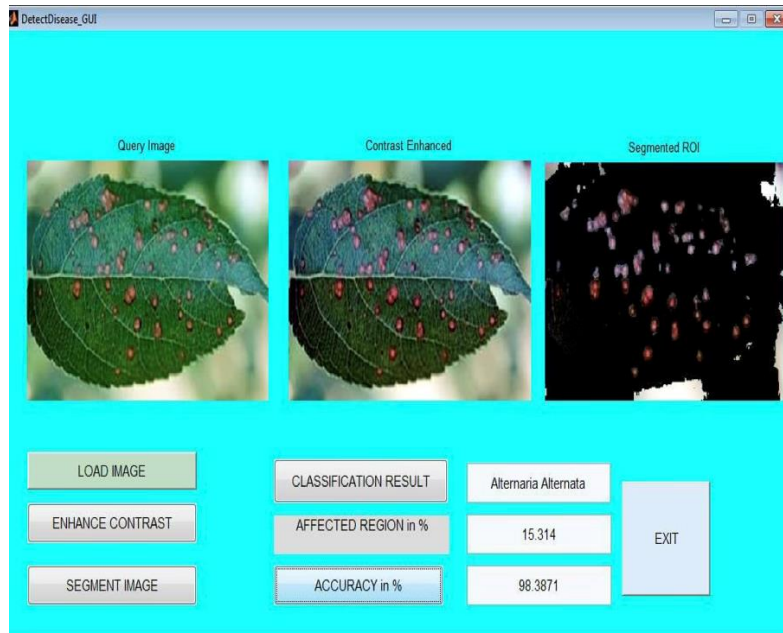 DetectDisease_GUI
Query Image
Contrast Enhanced
Segmented ROI
LOAD IMAGE
ENHANCE CONTRAST
SEGMENT IMAGE
CLASSIFICATION RESULT
Alternaria Alternata
AFFECTED REGION in %
15.314
ACCURACY in %
98.3871
EXIT